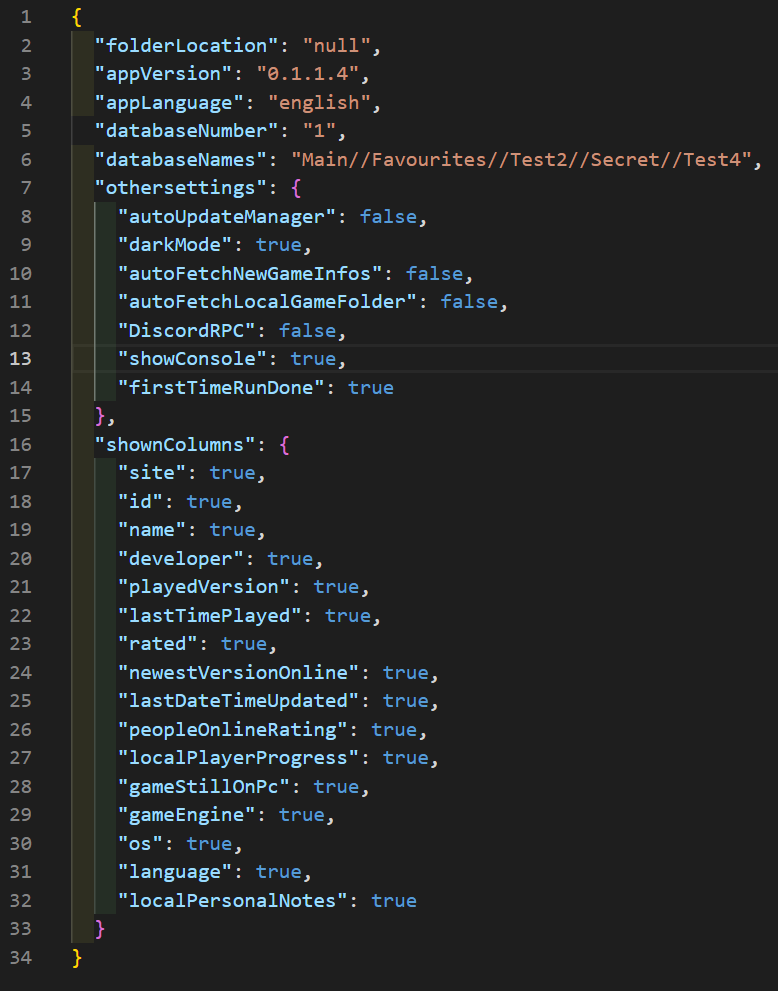 1 {
2 "folderLocation": "null",
3 "appVersion": "0.1.1.4",
4 "appLanguage": "english",
5 "databaseNumber": "1",
6 "databaseNames": "Main//Favourites//Test2//Secret//Test4",
7 "othersettings": {
8 "autoUpdateManager": false,
9 "darkMode": true,
10 "autoFetchNewGameInfos": false,
11 "autoFetchLocalGameFolder": false,
12 "DiscordRPC": false,
13 "showConsole": true,
14 "firstTimeRunDone": true
15 },
16 "shownColumns": {
17 "site": true,
18 "id": true,
19 "name": true,
20 "developer": true,
21 "playedVersion": true,
22 "lastTimePlayed": true,
23 "rated": true,
24 "newestVersionOnline": true,
25 "lastDateTimeUpdated": true,
26 "peopleOnlineRating": true,
27 "localPlayerProgress": true,
28 "gameStillOnPc": true,
29 "gameEngine": true,
30 "os": true,
31 "language": true,
32 "localPersonalNotes": true
33 }
34 }